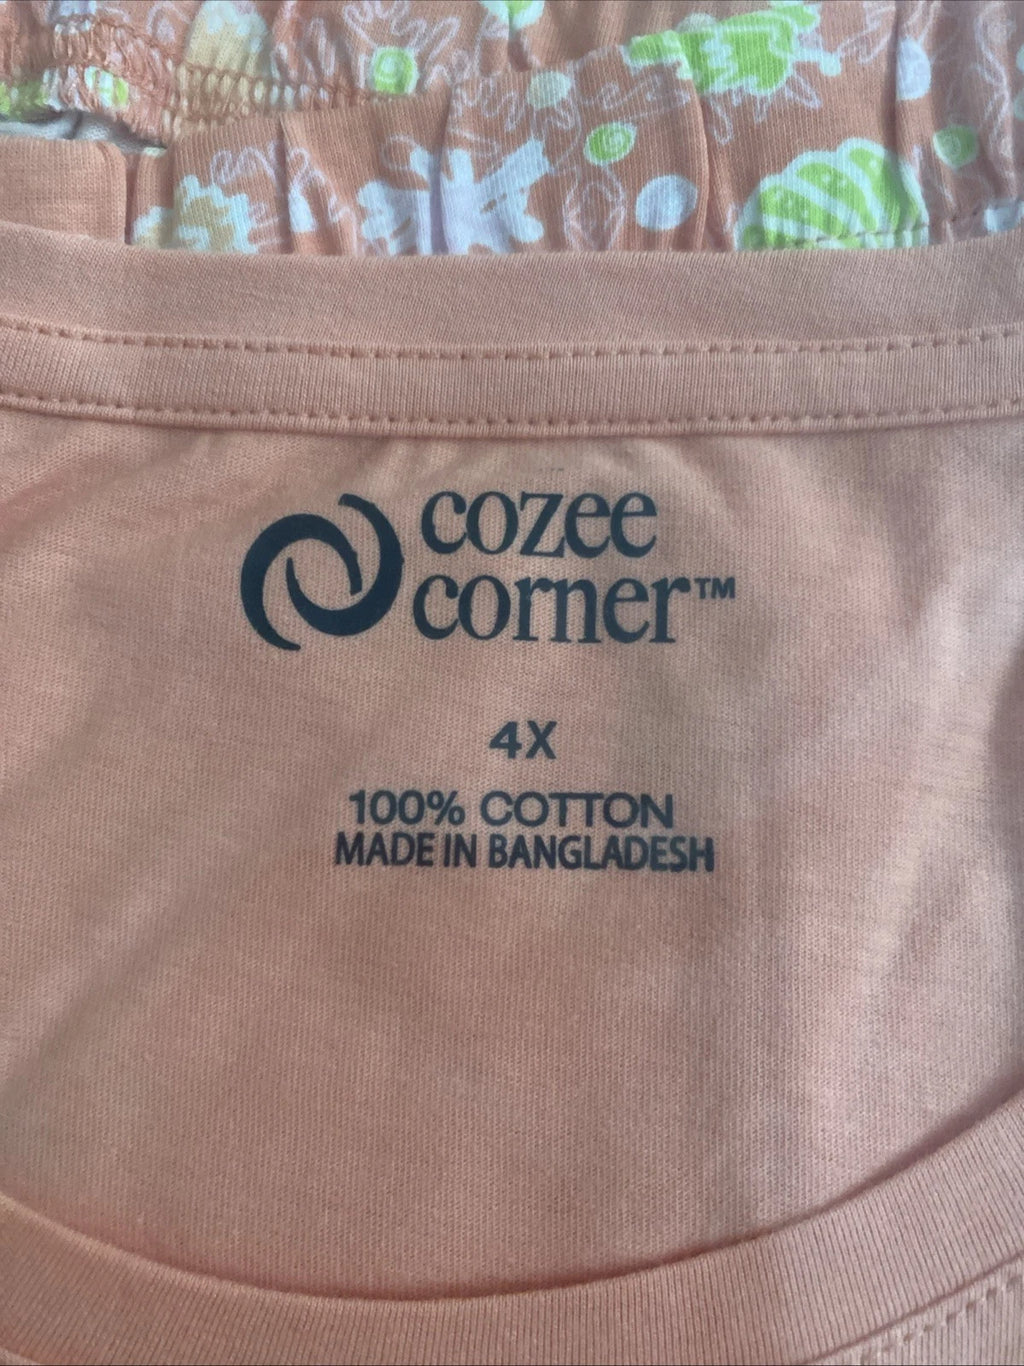 cozee
corner™
4X
100% COTTON
MADE IN BANGLADESH